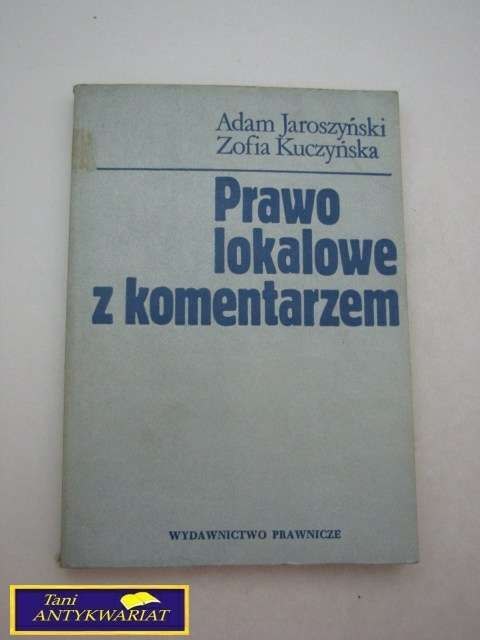 Adam Jaroszyński
Zofia Kuczyńska
Prawo
lokalowe
z komentarzem
WYDAWNICTWO PRAWNICZE
Tani
ANTYKWARIAT